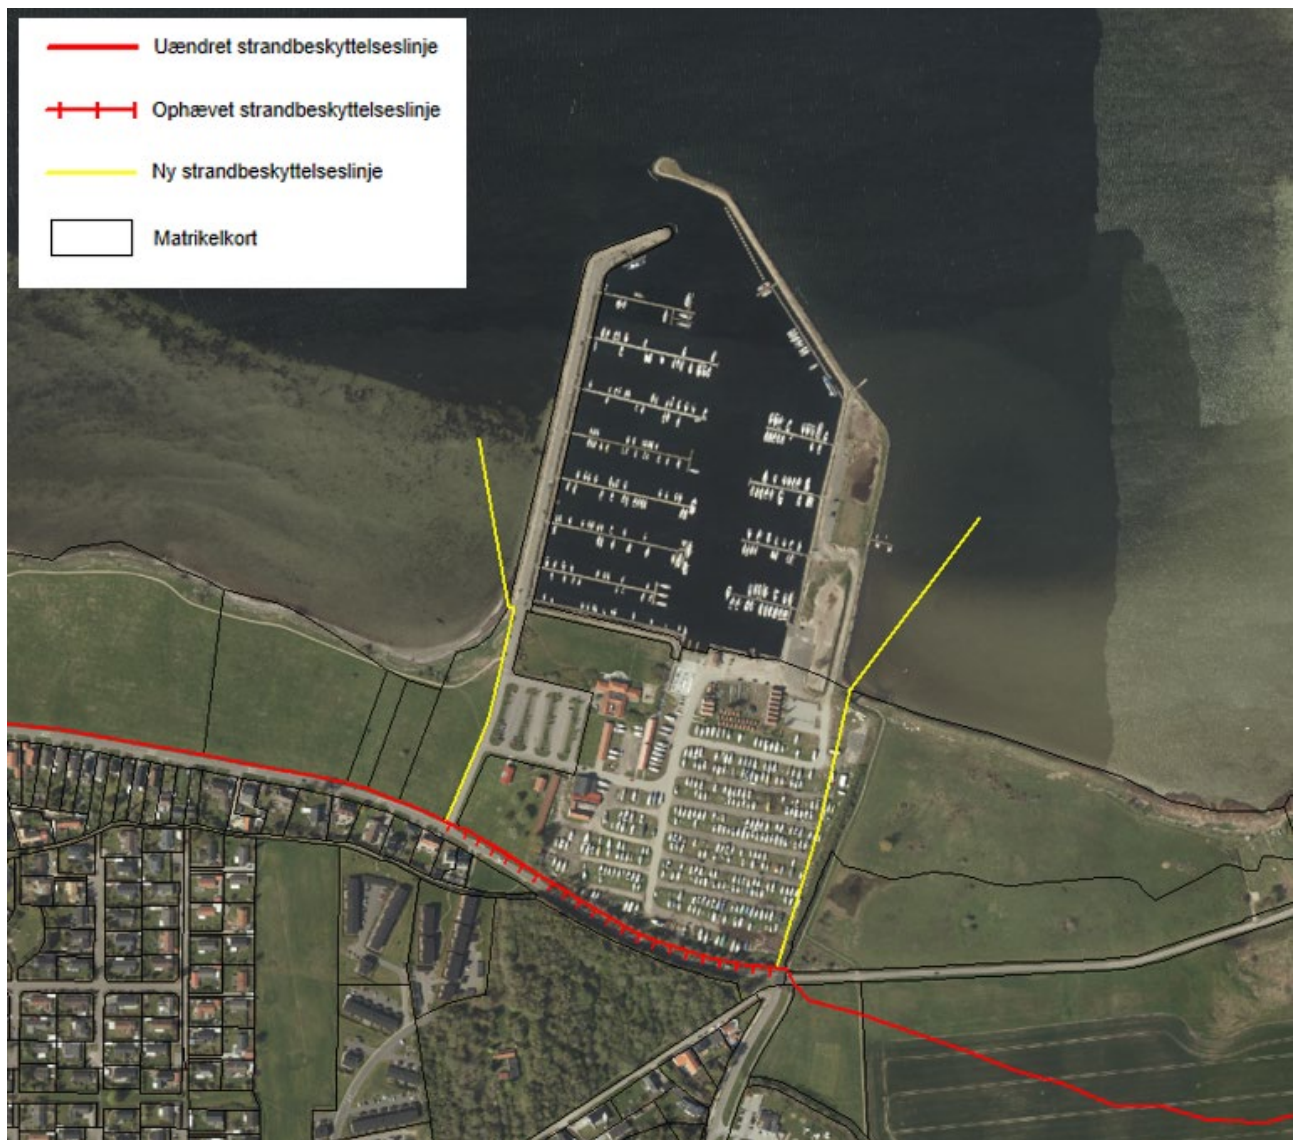 Uændret strandbeskyttelseslinje
Ophævet strandbeskyttelseslinje
Ny strandbeskyttelseslinje
Matrikelkort